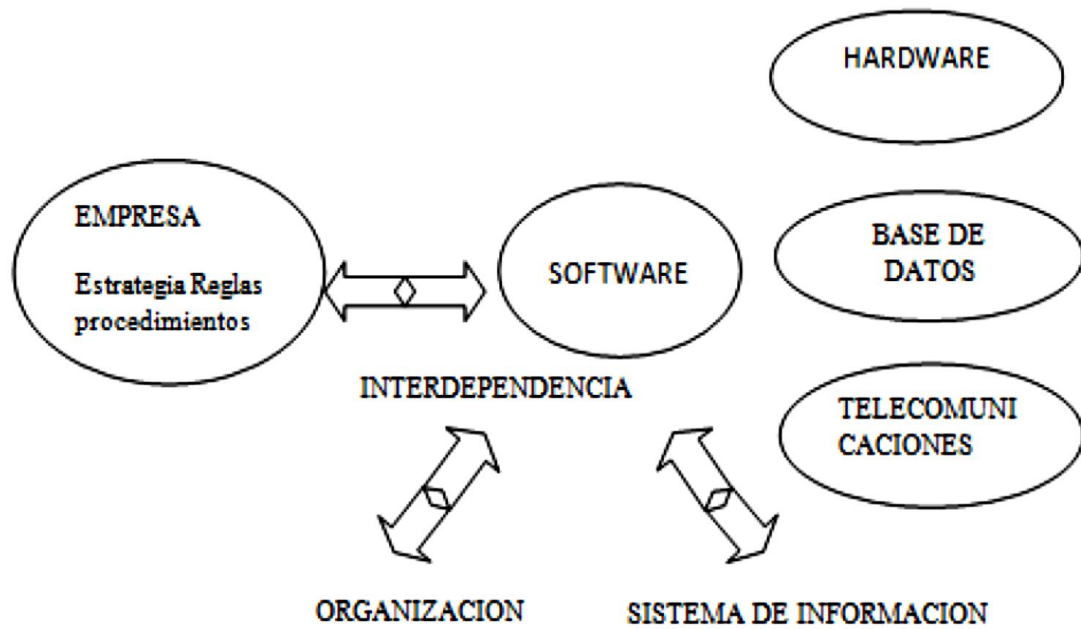 HARDWARE
EMPRESA
Estrategia Reglas
procedimientos
SOFTWARE
BASE DE
DATOS
INTERDEPENDENCIA
TELECOMUNI
CACIONES
ORGANIZACION
SISTEMA DE INFORMACION